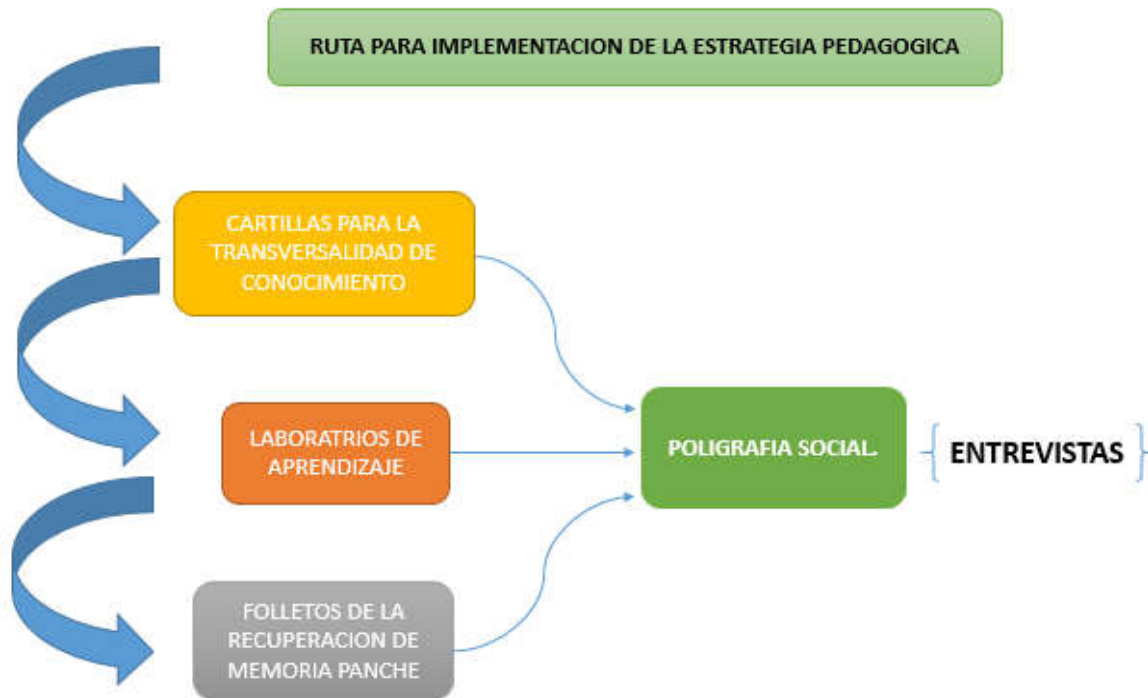 RUTA PARA IMPLEMENTACION DE LA ESTRATEGIA PEDAGOGICA
CARTILLAS PARA LA
TRANSVERSALIDAD DE
CONOCIMIENTO
LABORATRIOS DE
APRENDIZAJE
POLIGRAFIA SOCIAL.
ENTREVISTAS
FOLLETOS DE LA
RECUPERACION DE
MEMORIA PANCHE